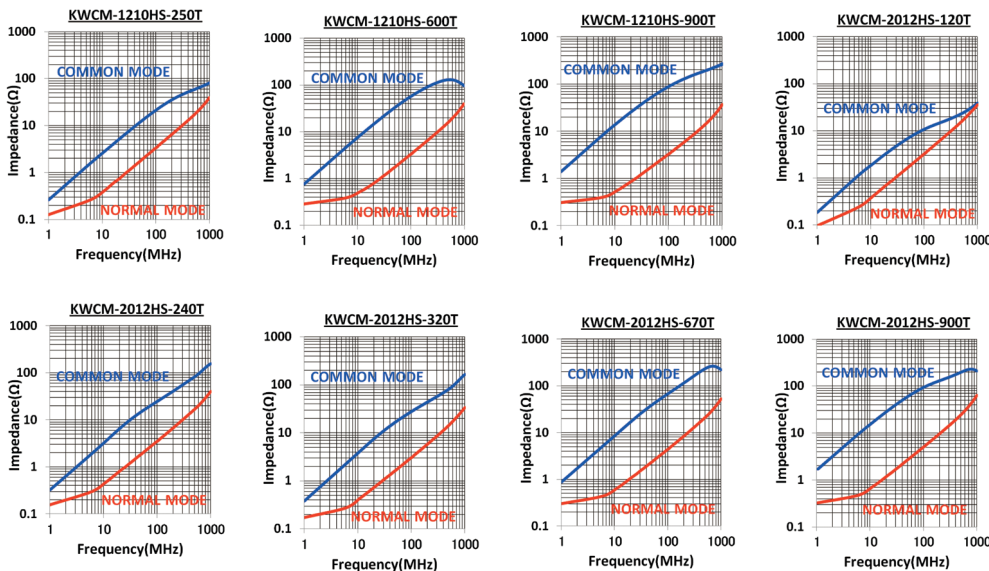 KWCM-1210HS-250T
1000
100
10
1
0.1
Impedance(Ω)
COMMON MODE
NORMAL MODE
1 10 100 1000
Frequency(MHz)
KWCM-1210HS-600T
1000
100
10
1
0.1
Impedance(Ω)
COMMON MODE
NORMAL MODE
1 10 100 1000
Frequency(MHz)
KWCM-1210HS-900T
1000
100
10
1
0.1
Impedance(Ω)
COMMON MODE
NORMAL MODE
1 10 100 1000
Frequency(MHz)
KWCM-2012HS-120T
1000
100
10
1
0.1
Impedance(Ω)
COMMON MODE
NORMAL MODE
1 10 100 1000
Frequency(MHz)
KWCM-2012HS-240T
1000
100
10
1
0.1
Impedance(Ω)
COMMON MODE
NORMAL MODE
1 10 100 1000
Frequency(MHz)
KWCM-2012HS-320T
1000
100
10
1
0.1
Impedance(Ω)
COMMON MODE
NORMAL MODE
1 10 100 1000
Frequency(MHz)
KWCM-2012HS-670T
1000
100
10
1
0.1
Impedance(Ω)
COMMON MODE
NORMAL MODE
1 10 100 1000
Frequency(MHz)
KWCM-2012HS-900T
1000
100
10
1
0.1
Impedance(Ω)
COMMON MODE
NORMAL MODE
1 10 100 1000
Frequency(MHz)